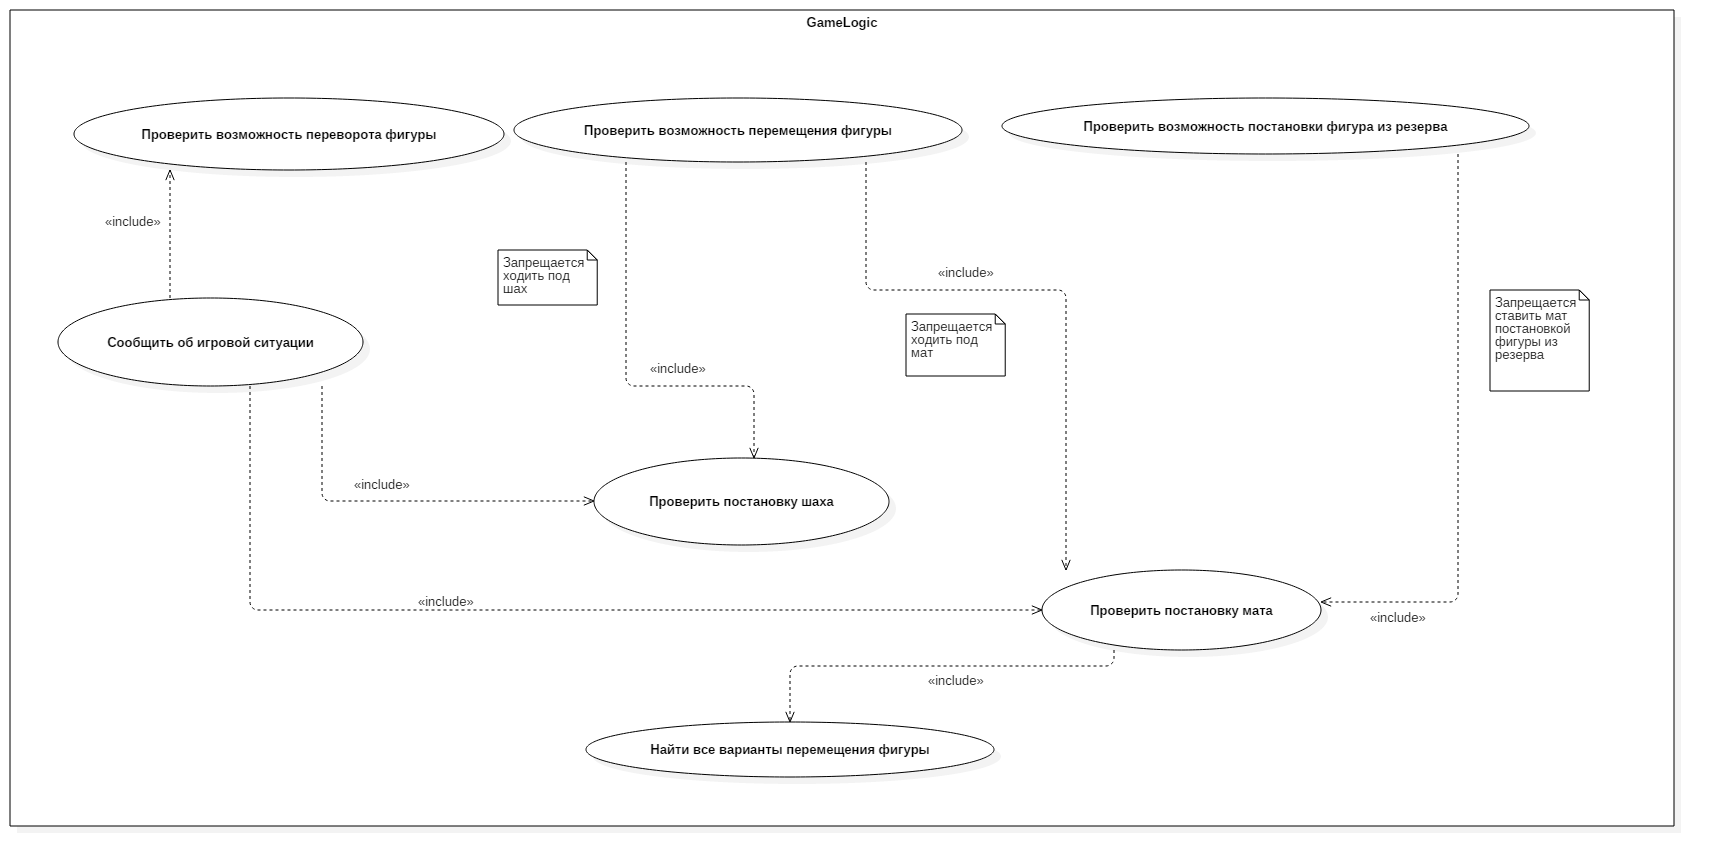 GameLogic
Проверить возможность переворота фигуры
Проверить возможность перемещения фигуры
Проверить возможность постановки фигура из резерва
«include»
Запрещается
ходить под
шах
«include»
Запрещается
ходить под
мат
Запрещается
ставить мат
постановкой
фигуры из
резерва
Сообщить об игровой ситуации
«include»
«include»
Проверить постановку шаха
«include»
Проверить постановку мата
«include»
«include»
Найти все варианты перемещения фигуры